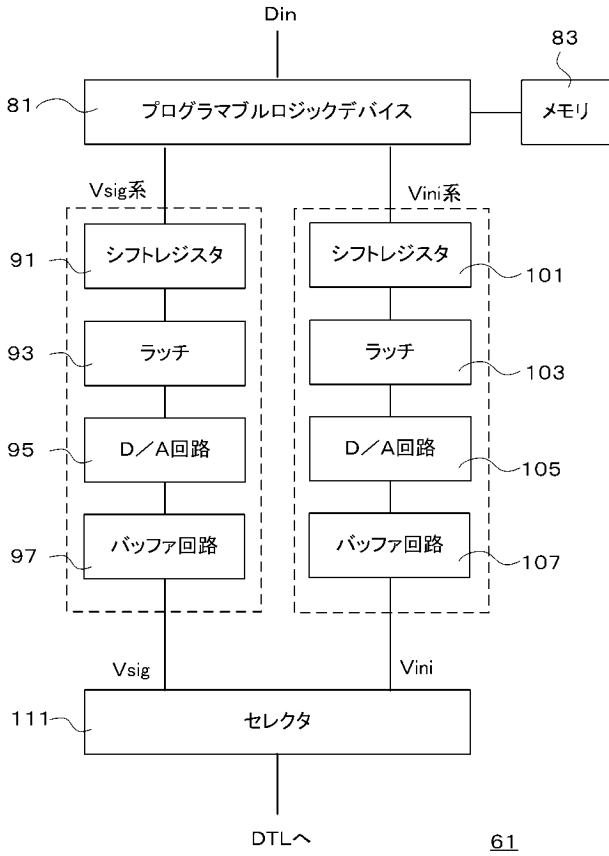 Din
83
81
プログラマブルロジックデバイス
メモリ
Vsig系
Vini系
91
シフトレジスタ
シフトレジスタ
101
93
ラッチ
ラッチ
103
95
D／A回路
D／A回路
105
97
バッファ回路
バッファ回路
107
Vsig
Vini
111
セレクタ
DTLへ
61